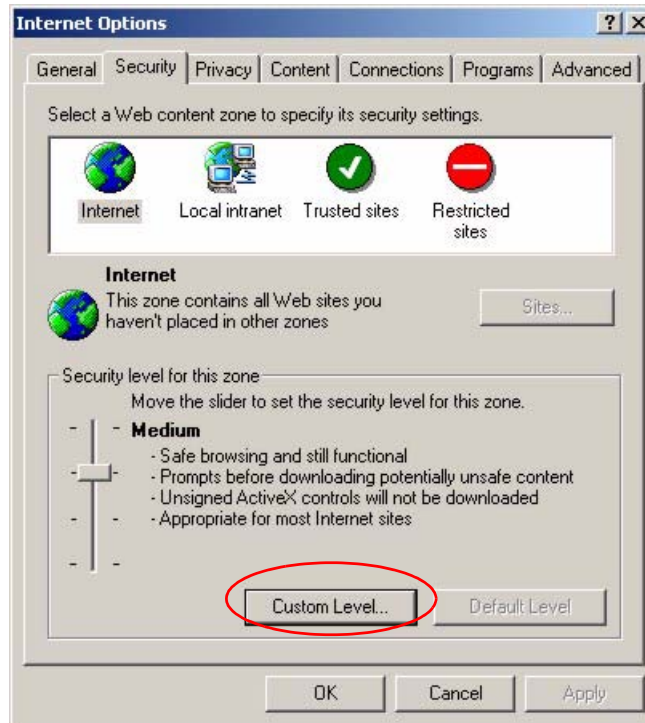 Internet Options
General Security Privacy Content Connections Programs Advanced
Select a Web content zone to specify its security settings.
Internet Local intranet Trusted sites Restricted sites
Internet
This zone contains all Web sites you
haven't placed in other zones
Sites...
Security level for this zone
Move the slider to set the security level for this zone.
Medium
- Safe browsing and still functional
- Prompts before downloading potentially unsafe content
- Unsigned ActiveX controls will not be downloaded
- Appropriate for most Internet sites
Custom Level... Default Level
OK Cancel Apply